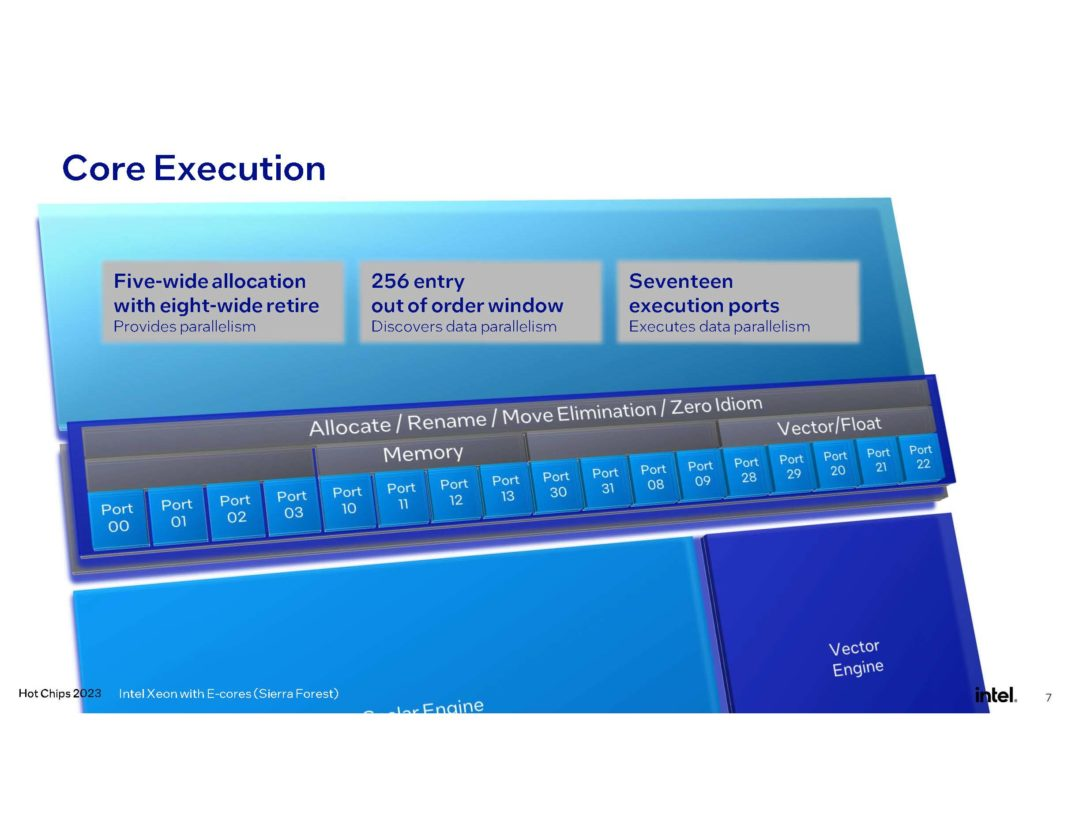 Core Execution
Five-wide allocation
with eight-wide retire
Provides parallelism
256 entry
out of order window
Discovers data parallelism
Seventeen
execution ports
Executes data parallelism
Allocate / Rename / Move Elimination / Zero Idiom
Memory
Vector/Float
Port
00
Port
01
Port
02
Port
03
Port
10
Port
11
Port
12
Port
13
Port
30
Port
31
Port
08
Port
09
Port
28
Port
29
Port
20
Port
21
Port
22
Vector
Engine
Engine
Hot Chips 2023
Intel Xeon with E-cores (Sierra Forest)
intel.
7